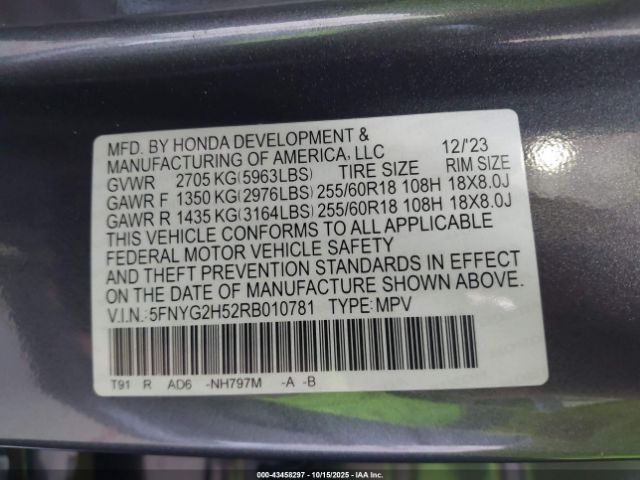 MFD. BY HONDA DEVELOPMENT &
MANUFACTURING OF AMERICA, LLC 12/'23
GVWR 2705 KG(5963LBS) TIRE SIZE RIM SIZE
GAWR F 1350 KG(2976LBS) 255/60R18 108H 18X8.0J
GAWR R 1435 KG(3164LBS) 255/60R18 108H 18X8.0J
THIS VEHICLE CONFORMS TO ALL APPLICABLE
FEDERAL MOTOR VEHICLE SAFETY
AND THEFT PREVENTION STANDARDS IN EFFECT
ON THE DATE OF MANUFACTURE SHOWN ABOVE.
V.I.N.:5FNYG2H52RB010781 TYPE:MPV
T91 R AD6 -NH797M -A -B
000-43458297 - 10/15/2025 - IAA Inc.